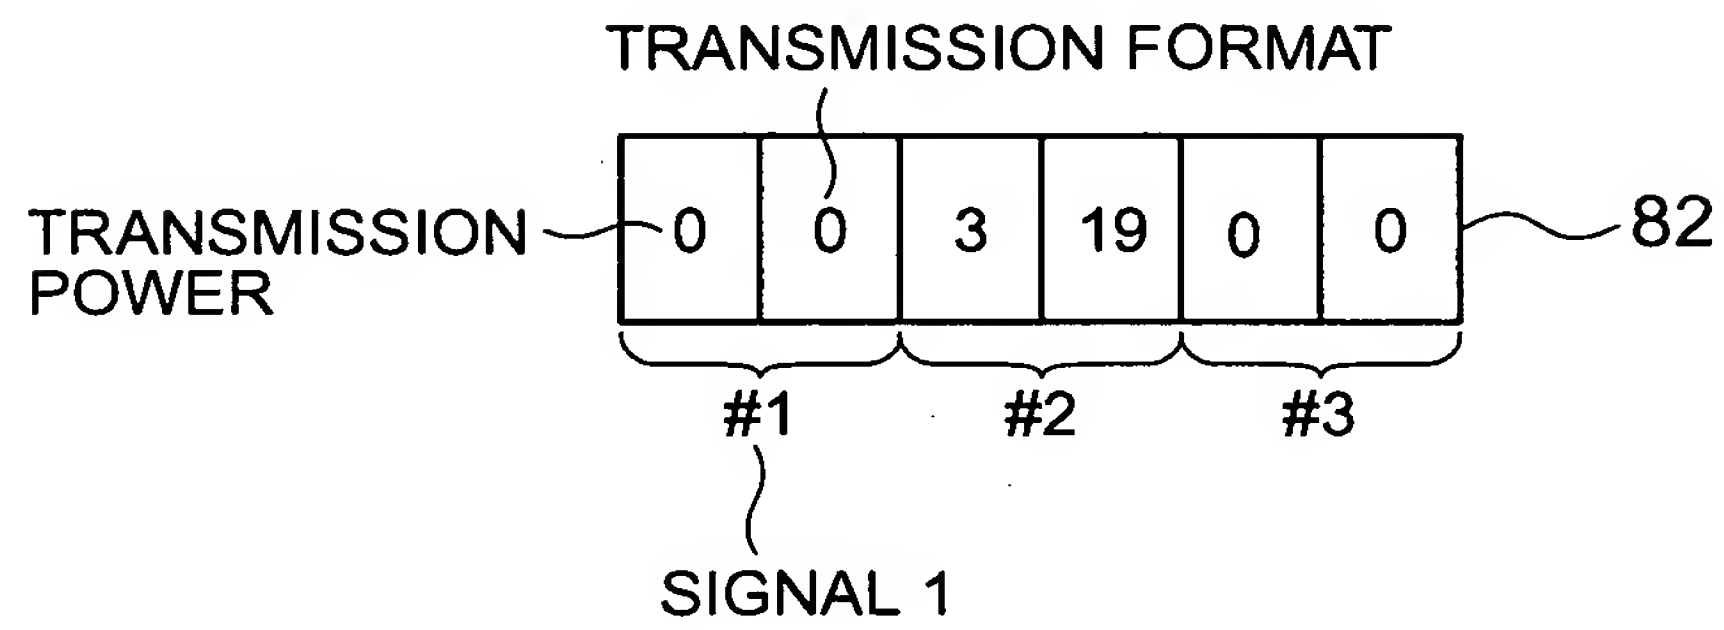 TRANSMISSION FORMAT
TRANSMISSION POWER
0 0 3 19 0 0
82
#1 #2 #3
SIGNAL 1